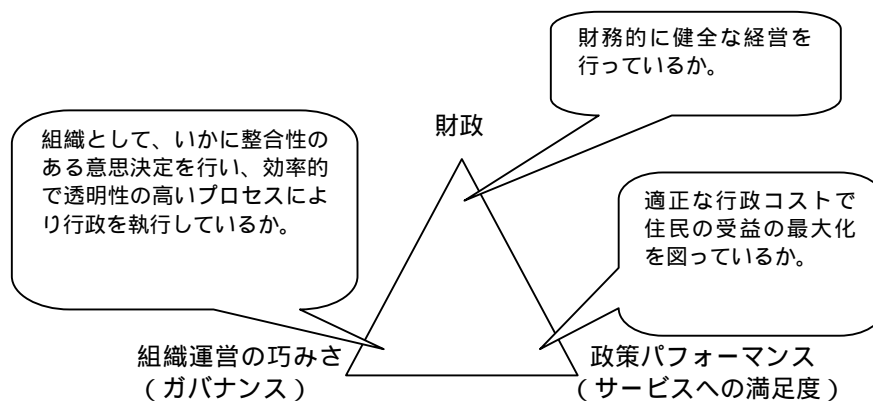 財務的に健全な経営を
行っているか。
財政
組織として、いかに整合性の
ある意思決定を行い、効率的
で透明性の高いプロセスによ
り行政を執行しているか。
適正な行政コストで
住民の受益の最大化
を図っているか。
組織運営の巧みさ
（ガバナンス）
政策パフォーマンス
（サービスへの満足度）